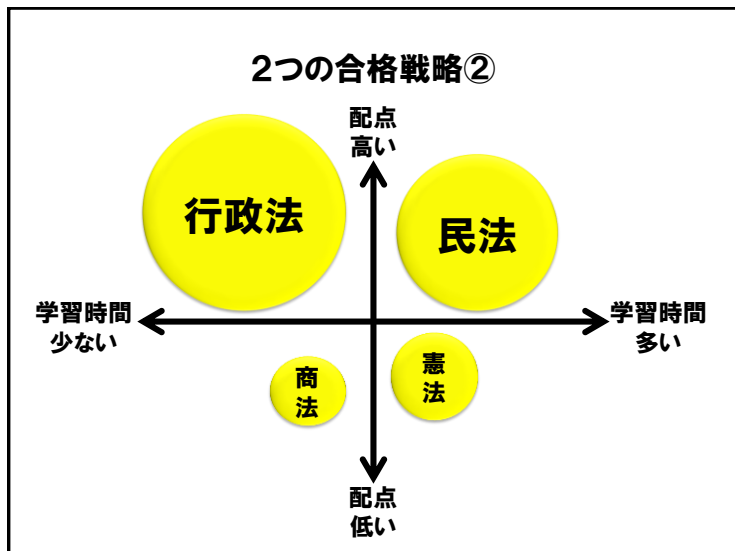 2つの合格戦略②
配点
高い
行政法
民法
学習時間
少ない
学習時間
多い
商
法
憲
法
配点
低い